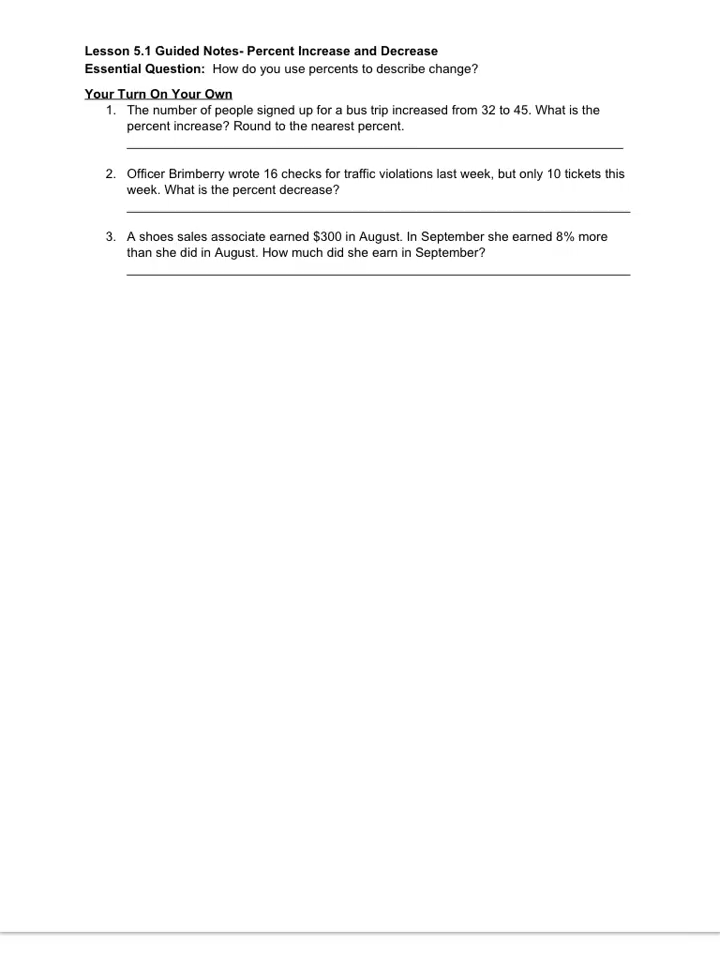 Lesson 5.1 Guided Notes- Percent Increase and Decrease
Essential Question: How do you use percents to describe change?
Your Turn On Your Own
1. The number of people signed up for a bus trip increased from 32 to 45. What is the
percent increase? Round to the nearest percent.
2. Officer Brimberry wrote 16 checks for traffic violations last week, but only 10 tickets this
week. What is the percent decrease?
3. A shoes sales associate earned $300 in August. In September she earned 8% more
than she did in August. How much did she earn in September?